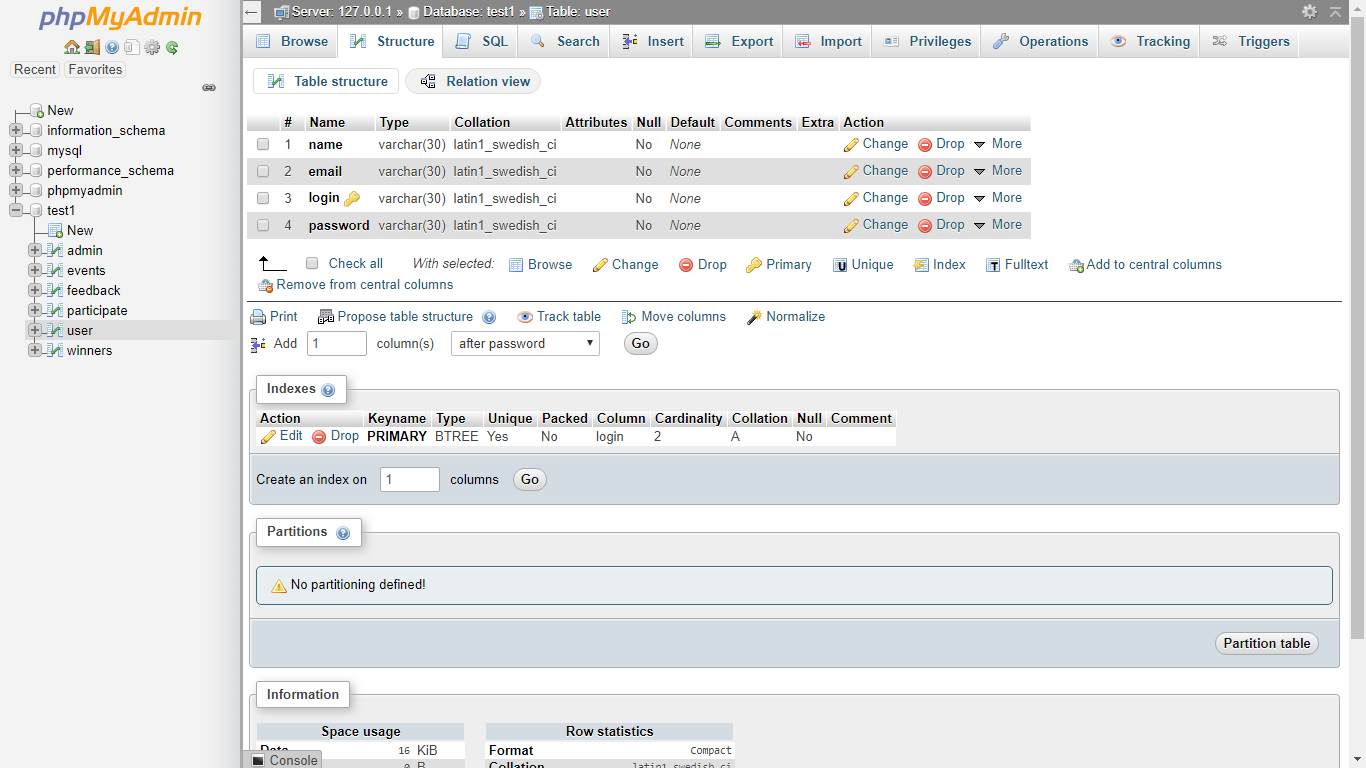 phpMyAdmin
Recent Favorites
New
information_schema
mysql
performance_schema
phpmyadmin
test1
New
admin
events
feedback
participate
user
winners
Server: 127.0.0.1 » Database: test1 » Table: user
Browse Structure SQL Search Insert Export Import Privileges Operations Tracking Triggers
Table structure Relation view
# Name Type Collation Attributes Null Default Comments Extra Action
1 name varchar(30) latin1_swedish_ci No None Change Drop More
2 email varchar(30) latin1_swedish_ci No None Change Drop More
3 login varchar(30) latin1_swedish_ci No None Change Drop More
4 password varchar(30) latin1_swedish_ci No None Change Drop More
Check all With selected: Browse Change Drop Primary Unique Index Fulltext Add to central columns
Remove from central columns
Print Propose table structure Track table Move columns Normalize
Add 1 column(s) after password Go
Indexes
Action Keyname Type Unique Packed Column Cardinality Collation Null Comment
Edit Drop PRIMARY BTREE Yes No login 2 A No
Create an index on 1 columns Go
Partitions
No partitioning defined!
Partition table
Information
Space usage Row statistics
Data 16 KiB Format Compact
0 B Collation latin1_swedish_ci
Console